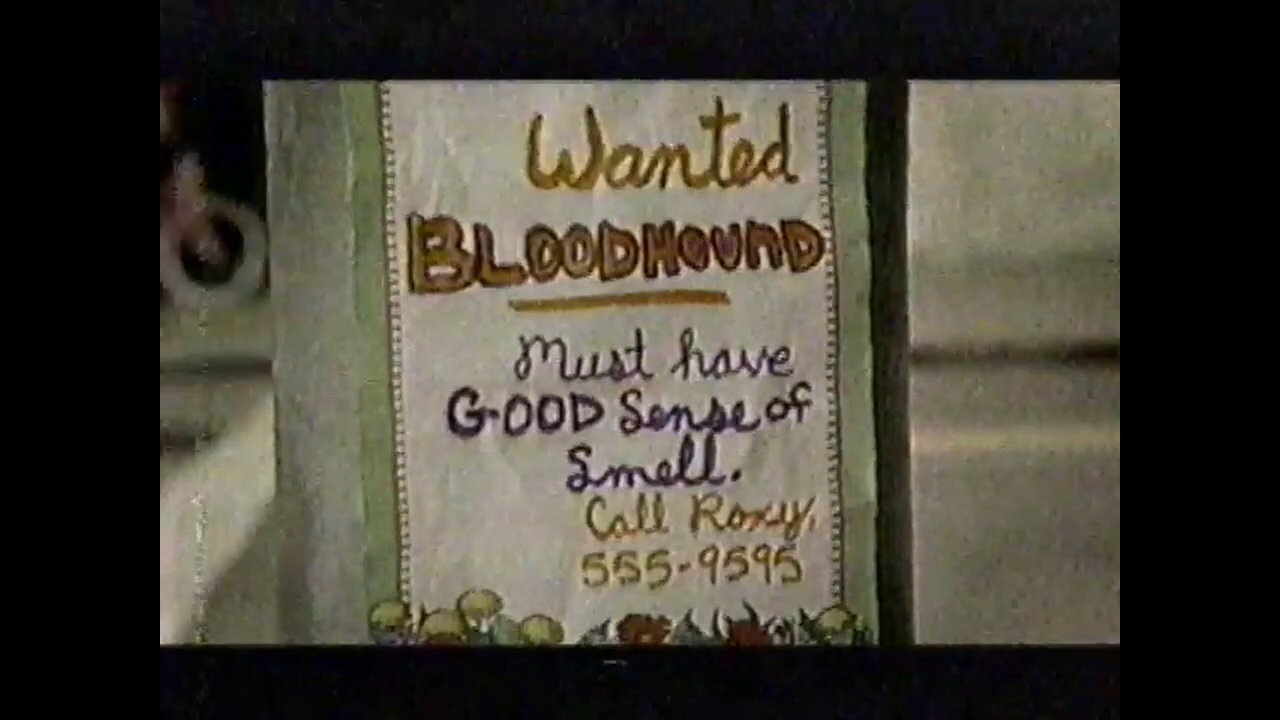 Wanted
BLOODHOUND
Must have
GOOD Sense of
Smell.
Call Roxy,
555-9595